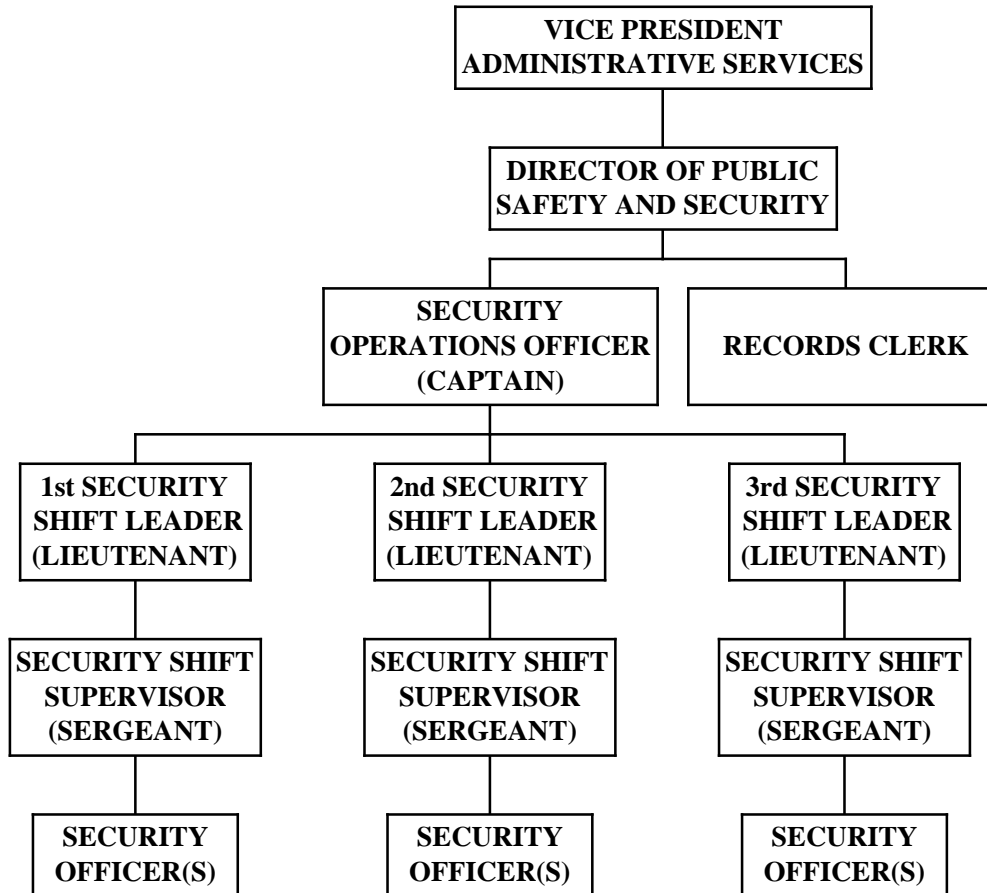 VICE PRESIDENT
ADMINISTRATIVE SERVICES
DIRECTOR OF PUBLIC
SAFETY AND SECURITY
SECURITY
OPERATIONS OFFICER
(CAPTAIN)
RECORDS CLERK
1st SECURITY
SHIFT LEADER
(LIEUTENANT)
2nd SECURITY
SHIFT LEADER
(LIEUTENANT)
3rd SECURITY
SHIFT LEADER
(LIEUTENANT)
SECURITY SHIFT
SUPERVISOR
(SERGEANT)
SECURITY SHIFT
SUPERVISOR
(SERGEANT)
SECURITY SHIFT
SUPERVISOR
(SERGEANT)
SECURITY
OFFICER(S)
SECURITY
OFFICER(S)
SECURITY
OFFICER(S)